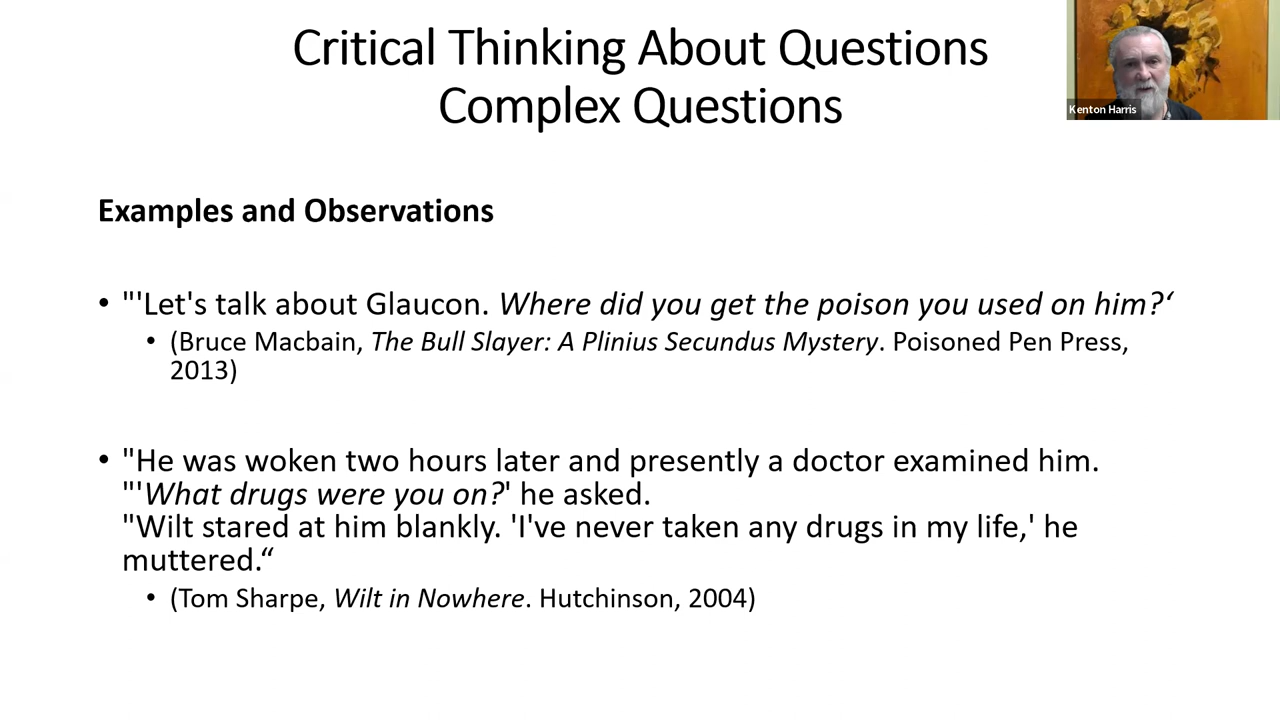 Critical Thinking About Questions
Complex Questions
Kenton Harris
Examples and Observations
• "'Let's talk about Glaucon. Where did you get the poison you used on him?‘
• (Bruce Macbain, The Bull Slayer: A Plinius Secundus Mystery. Poisoned Pen Press,
2013)
• "He was woken two hours later and presently a doctor examined him.
"'What drugs were you on?' he asked.
"Wilt stared at him blankly. 'I've never taken any drugs in my life,' he
muttered.“
• (Tom Sharpe, Wilt in Nowhere. Hutchinson, 2004)